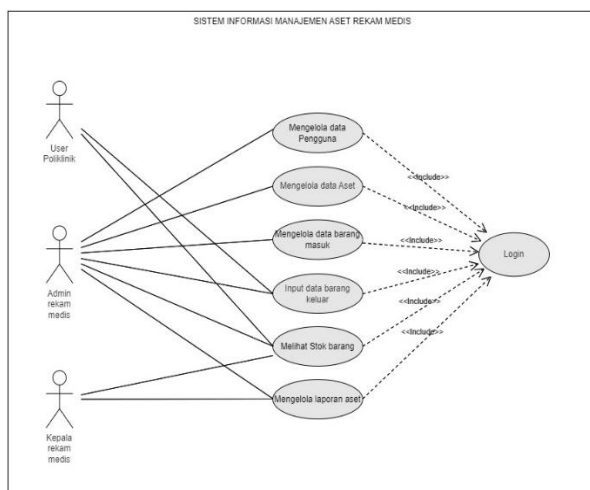 SISTEM INFORMASI MANAJEMEN ASET REKAM MEDIS
User
Poliklinik
Admin
rekam
medis
Kepala
rekam
medis
Mengelola data
Pengguna
Mengelola data Aset
Mengelola data barang
masuk
Input data barang
keluar
Melihat Stok barang
Mengelola laporan aset
<<Include>>
<<Include>>
<<Include>>
<<Include>>
<<Include>>
<<Include>>
Login